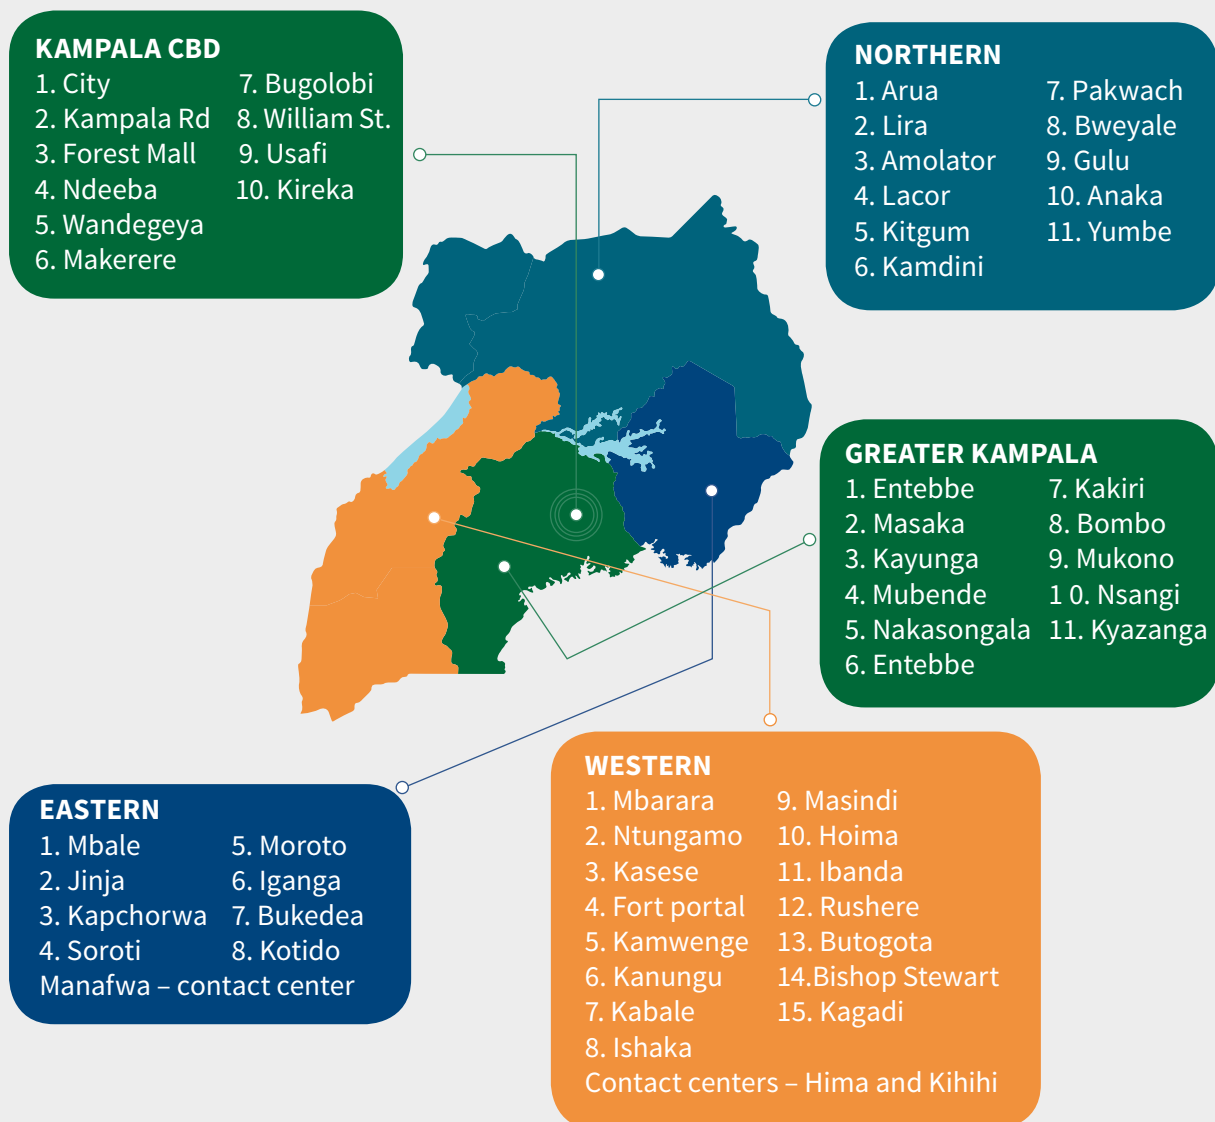 KAMPALA CBD
1. City
2. Kampala Rd
3. Forest Mall
4. Ndeeba
5. Wandegeya
6. Makerere
7. Bugolobi
8. William St.
9. Usafi
10. Kireka
NORTHERN
1. Arua
2. Lira
3. Amolator
4. Lacor
5. Kitgum
6. Kamdini
7. Pakwach
8. Bweyale
9. Gulu
10. Anaka
11. Yumbe
GREATER KAMPALA
1. Entebbe
2. Masaka
3. Kayunga
4. Mubende
5. Nakasongala
6. Entebbe
7. Kakiri
8. Bombo
9. Mukono
1 0. Nsangi
11. Kyazanga
EASTERN
1. Mbale
2. Jinja
3. Kapchorwa
4. Soroti
5. Moroto
6. Iganga
7. Bukedea
8. Kotido
Manafwa – contact center
WESTERN
1. Mbarara
2. Ntungamo
3. Kasese
4. Fort portal
5. Kamwenge
6. Kanungu
7. Kabale
8. Ishaka
9. Masindi
10. Hoima
11. Ibanda
12. Rushere
13. Butogota
14.Bishop Stewart
15. Kagadi
Contact centers – Hima and Kihihi